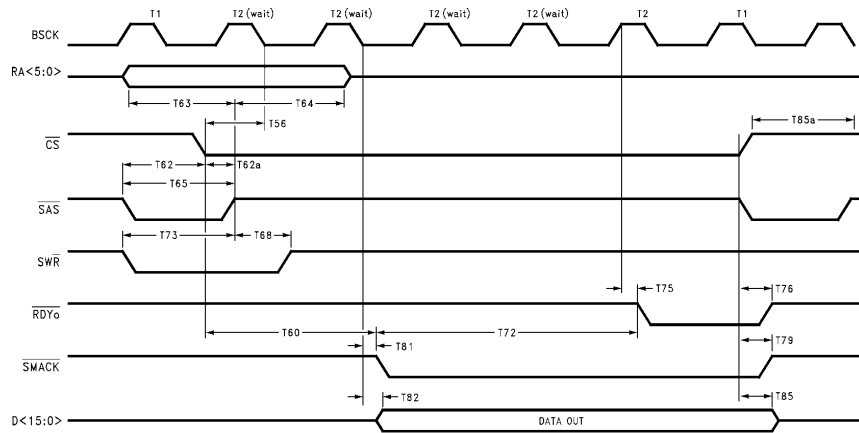 T1 T2 (wait) T2 (wait) T2 (wait) T2 (wait) T2 T1
BSCK
RA<5:0>
T63 T64
T56
T85a
CS
T62 T62a
T65
SAS
T73 T68
SWR
T75 T76
RDYo
T60 T72
T81 T79
SMACK
T82 T85
D<15:0> DATA OUT